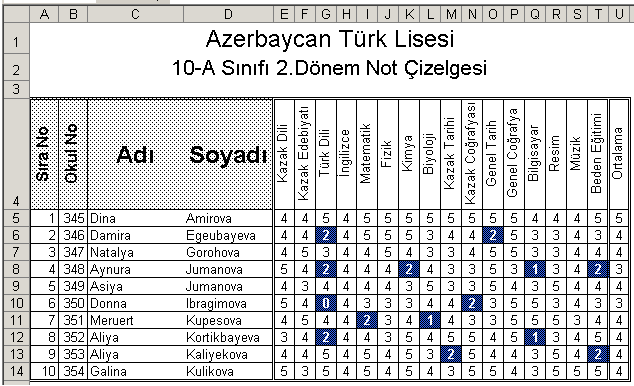 A B C D E F G H I J K L M N O P Q R S T U
1 Azerbaycan Türk Lisesi
2 10-A Sınıfı 2.Dönem Not Çizelgesi
3
4 Sıra No Okul No Adı Soyadı Kazak Dili Kazak Edebiyatı Türk Dili İngilizce Matematik Fizik Kimya Biyoloji Kazak Tarihi Kazak Coğrafyası Genel Tarih Genel Coğrafya Bilgisayar Resim Müzik Beden Eğitimi Ortalama
5 1 345 Dina Amirova 4 4 5 4 5 5 5 5 5 5 5 5 4 4 4 5 5
6 2 346 Damira Egeubayeva 4 4 2 4 5 5 5 3 4 4 2 5 3 3 4 3 4
7 3 347 Natalya Gorohova 4 5 3 4 4 5 4 3 3 5 4 5 3 3 5 4 4
8 4 348 Aynura Jumanova 5 4 2 4 4 4 2 4 3 3 5 5 1 3 4 2 3
9 5 349 Asiya Jumanova 4 3 4 4 4 4 4 4 3 4 5 4 5 3 4 4 4
10 6 350 Donna Ibragimova 5 4 0 4 3 3 3 4 4 2 5 4 4 4 3 3 3
11 7 351 Meruert Kupesova 4 5 4 4 2 3 4 1 4 3 3 5 5 5 3 4 4
12 8 352 Aliya Kortikbayeva 3 4 2 4 4 3 4 5 4 5 5 4 1 3 4 4 4
13 9 353 Aliya Kaliyekova 4 4 5 4 5 4 5 3 2 5 4 4 5 4 4 2 4
14 10 354 Galina Kulikova 5 3 5 4 5 4 5 5 5 5 5 5 5 5 5 4 5